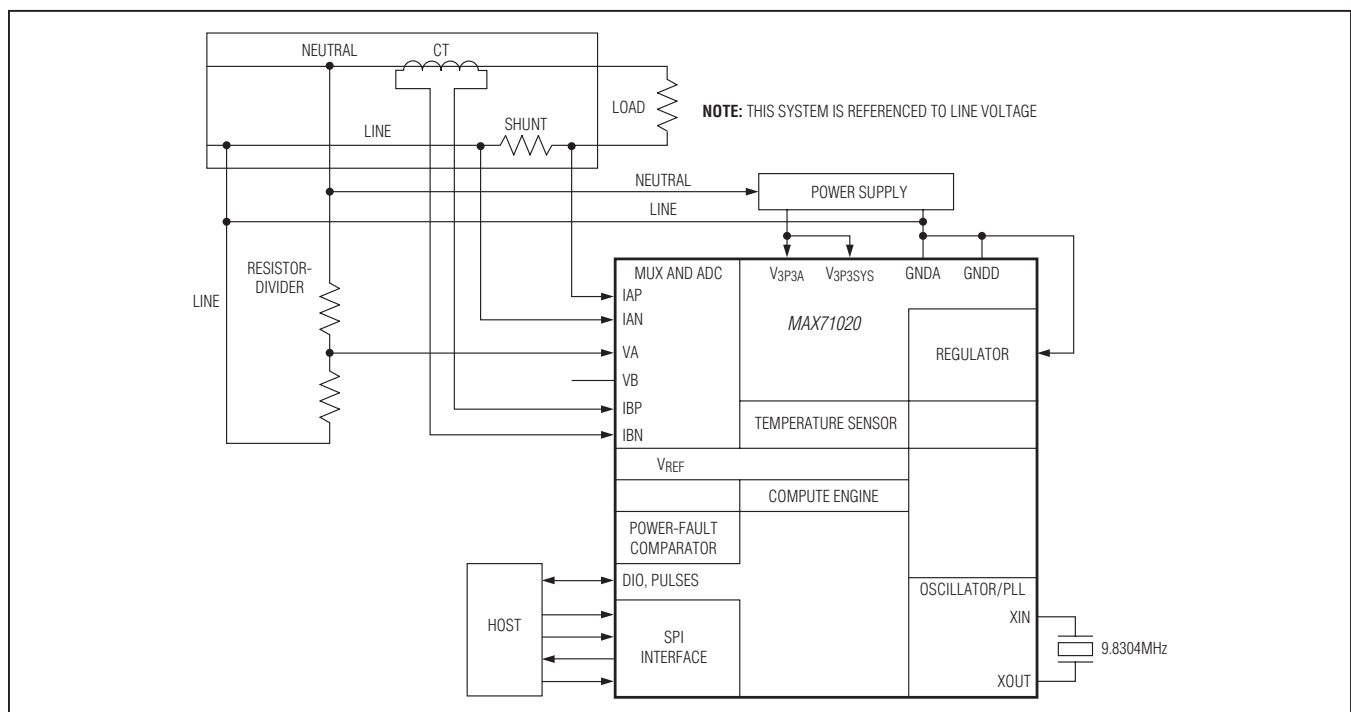 NEUTRAL
CT
LOAD
NOTE: THIS SYSTEM IS REFERENCED TO LINE VOLTAGE
LINE
SHUNT
NEUTRAL
POWER SUPPLY
LINE
RESISTOR-
DIVIDER
LINE
MUX AND ADC
V3P3A
V3P3SYS
GNDA
GNDD
IAP
IAN
MAX71020
VA
REGULATOR
VB
IBP
TEMPERATURE SENSOR
IBN
VREF
COMPUTE ENGINE
POWER-FAULT
COMPARATOR
DIO, PULSES
OSCILLATOR/PLL
HOST
SPI
INTERFACE
XIN
9.8304MHz
XOUT